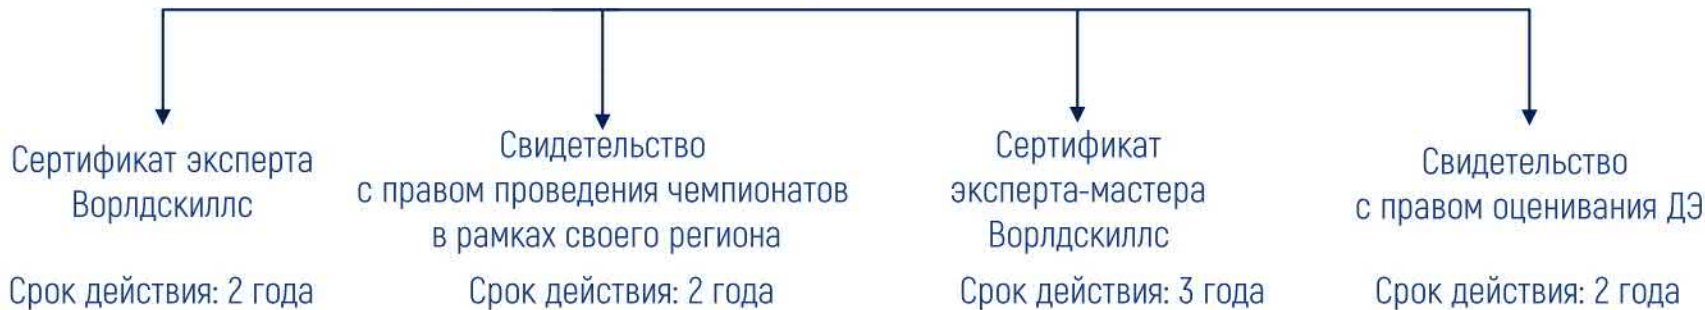 Сертификат эксперта
Ворлдскиллс
Срок действия: 2 года
Свидетельство
с правом проведения чемпионатов
в рамках своего региона
Срок действия: 2 года
Сертификат
эксперта-мастера
Ворлдскиллс
Срок действия: 3 года
Свидетельство
с правом оценивания ДЭ
Срок действия: 2 года